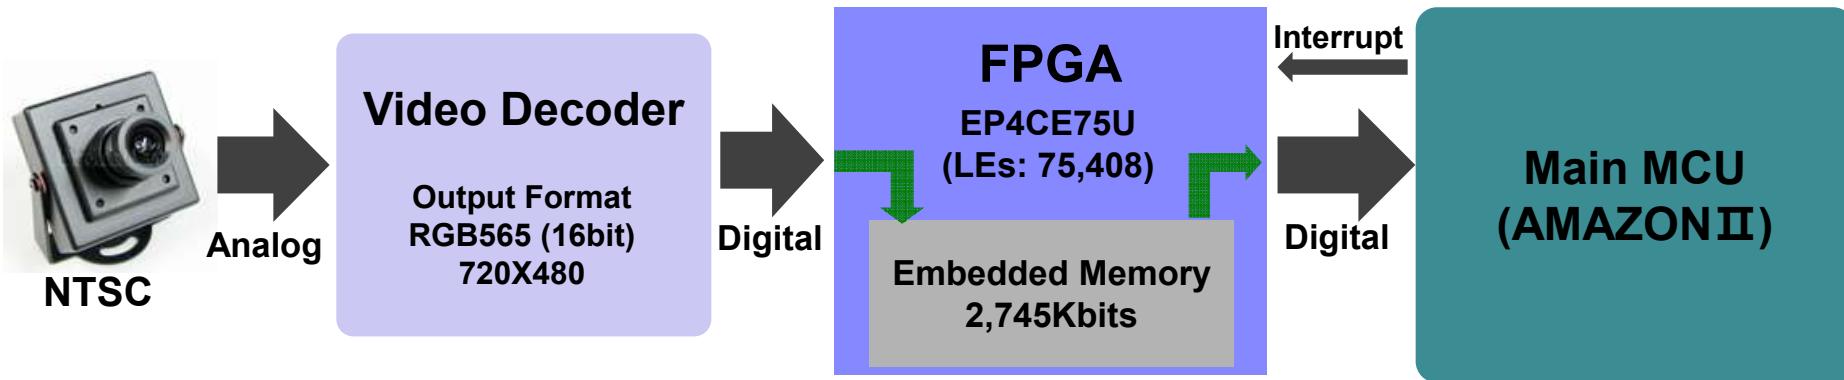 NTSC
Analog
Video Decoder
Output Format
RGB565 (16bit)
720X480
Digital
FPGA
EP4CE75U
(LEs: 75,408)
Embedded Memory
2,745Kbits
Interrupt
Digital
Main MCU
(AMAZONⅡ)